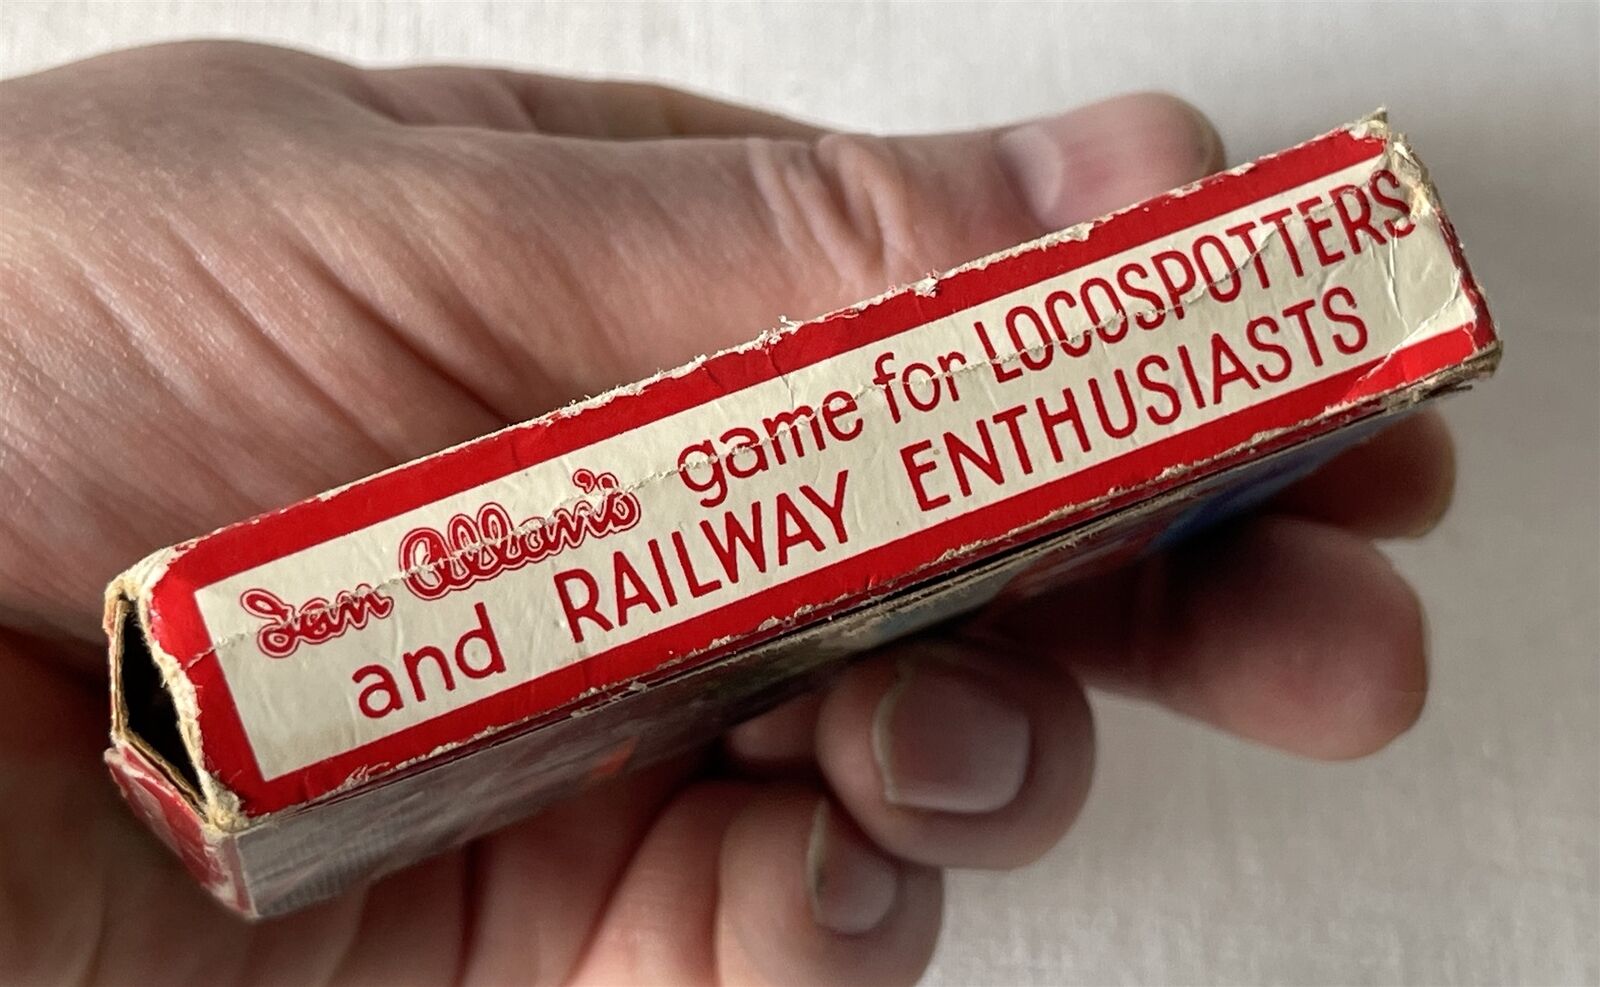 Ian Allan's game for LOCOSPOTTERS
and RAILWAY ENTHUSIASTS